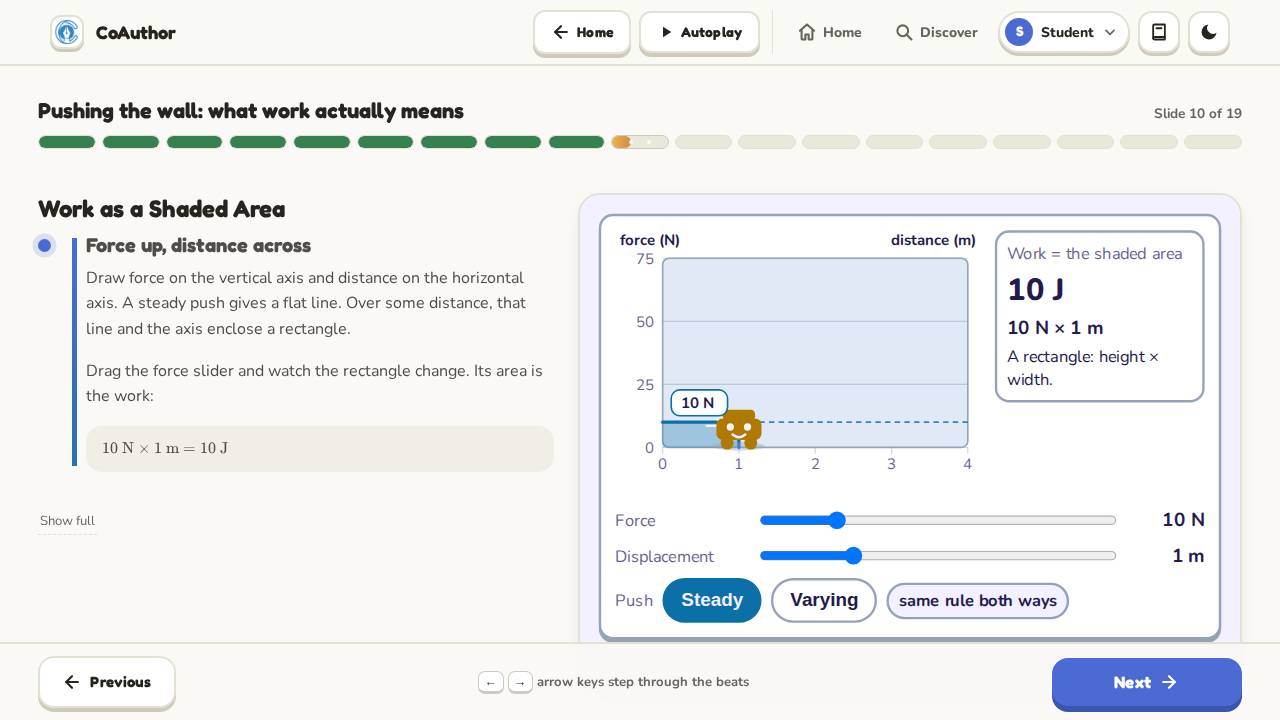 CoAuthor
Home
Autoplay
Home
Discover
S
Student
Pushing the wall: what work actually means
Slide 10 of 19
Work as a Shaded Area
Force up, distance across
Draw force on the vertical axis and distance on the horizontal
axis. A steady push gives a flat line. Over some distance, that
line and the axis enclose a rectangle.
Drag the force slider and watch the rectangle change. Its area is
the work:
10 N × 1 m = 10 J
Show full
force (N)
distance (m)
75
50
25
0
10 N
0 1 2 3 4
Work = the shaded area
10 J
10 N × 1 m
A rectangle: height ×
width.
Force
10 N
Displacement
1 m
Push
Steady
Varying
same rule both ways
Previous
← → arrow keys step through the beats
Next